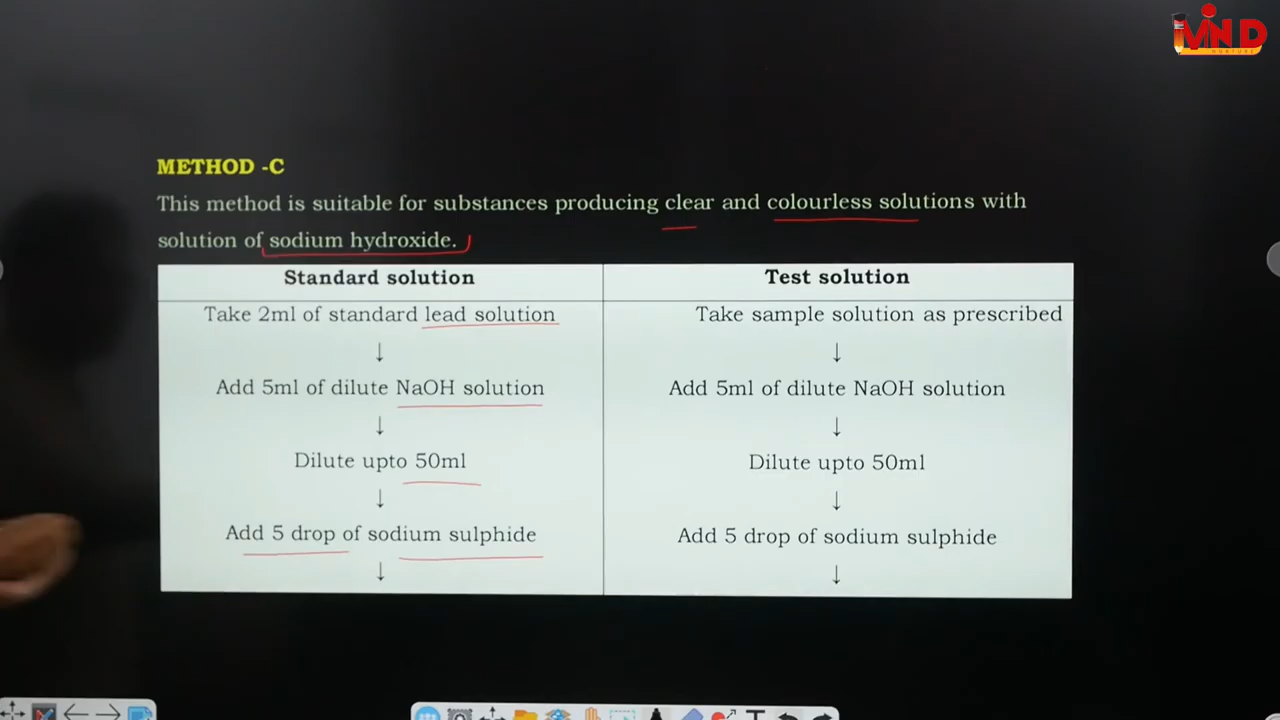 MIND
NURTURE
METHOD -C
This method is suitable for substances producing clear and colourless solutions with
solution of sodium hydroxide.
Standard solution
Test solution
Take 2ml of standard lead solution
Take sample solution as prescribed
↓
↓
Add 5ml of dilute NaOH solution
Add 5ml of dilute NaOH solution
↓
↓
Dilute upto 50ml
Dilute upto 50ml
↓
↓
Add 5 drop of sodium sulphide
Add 5 drop of sodium sulphide
↓
↓
T